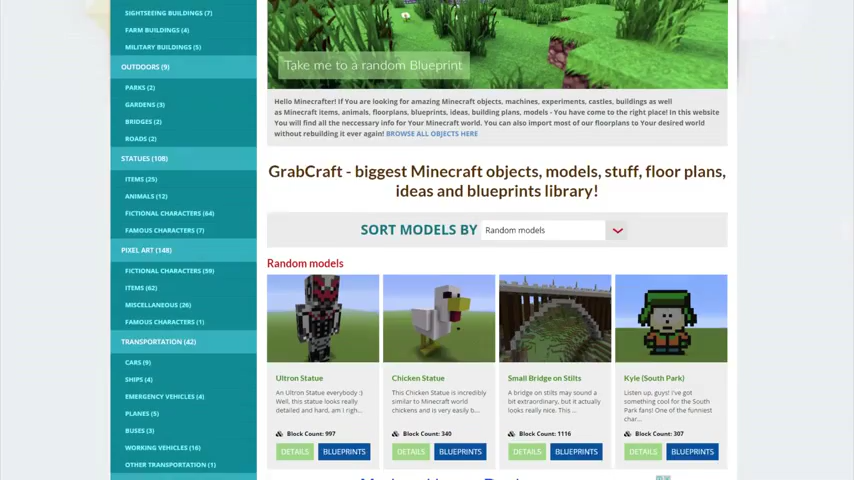 SIGHTSEEING BUILDINGS (7)
FARM BUILDINGS (4)
MILITARY BUILDINGS (5)
OUTDOORS (9)
PARKS (2)
GARDENS (3)
BRIDGES (2)
ROADS (2)
STATUES (108)
ITEMS (25)
ANIMALS (12)
FICTIONAL CHARACTERS (64)
FAMOUS CHARACTERS (7)
PIXEL ART (148)
FICTIONAL CHARACTERS (59)
ITEMS (62)
MISCELLANEOUS (26)
FAMOUS CHARACTERS (1)
TRANSPORTATION (42)
CARS (9)
SHIPS (4)
EMERGENCY VEHICLES (4)
PLANES (5)
BUSES (3)
WORKING VEHICLES (16)
OTHER TRANSPORTATION (1)
Take me to a random Blueprint
Hello Minecrafter! If You are looking for amazing Minecraft objects, machines, experiments, castles, buildings as well
as Minecraft items, animals, floorplans, blueprints, ideas, building plans, models - You have come to the right place! In this website
You will find all the neccessary info for Your Minecraft world. You can also import most of our floorplans to Your desired world
without rebuilding it ever again! BROWSE ALL OBJECTS HERE
GrabCraft - biggest Minecraft objects, models, stuff, floor plans,
ideas and blueprints library!
SORT MODELS BY Random models
Random models
Ultron Statue
An Ultron Statue everybody :)
Well, this statue looks really
detailed and hard, am i righ...
Block Count: 997
DETAILS BLUEPRINTS
Chicken Statue
This Chicken Statue is incredibly
similar to Minecraft world
chickens and is very easily b...
Block Count: 340
DETAILS BLUEPRINTS
Small Bridge on Stilts
A bridge on stilts may sound a
bit extraordinary, but it actually
looks really nice. This ...
Block Count: 1116
DETAILS BLUEPRINTS
Kyle (South Park)
Listen up, guys! I've got
something cool for the South
Park fans! One of the funniest
char...
Block Count: 307
DETAILS BLUEPRINTS